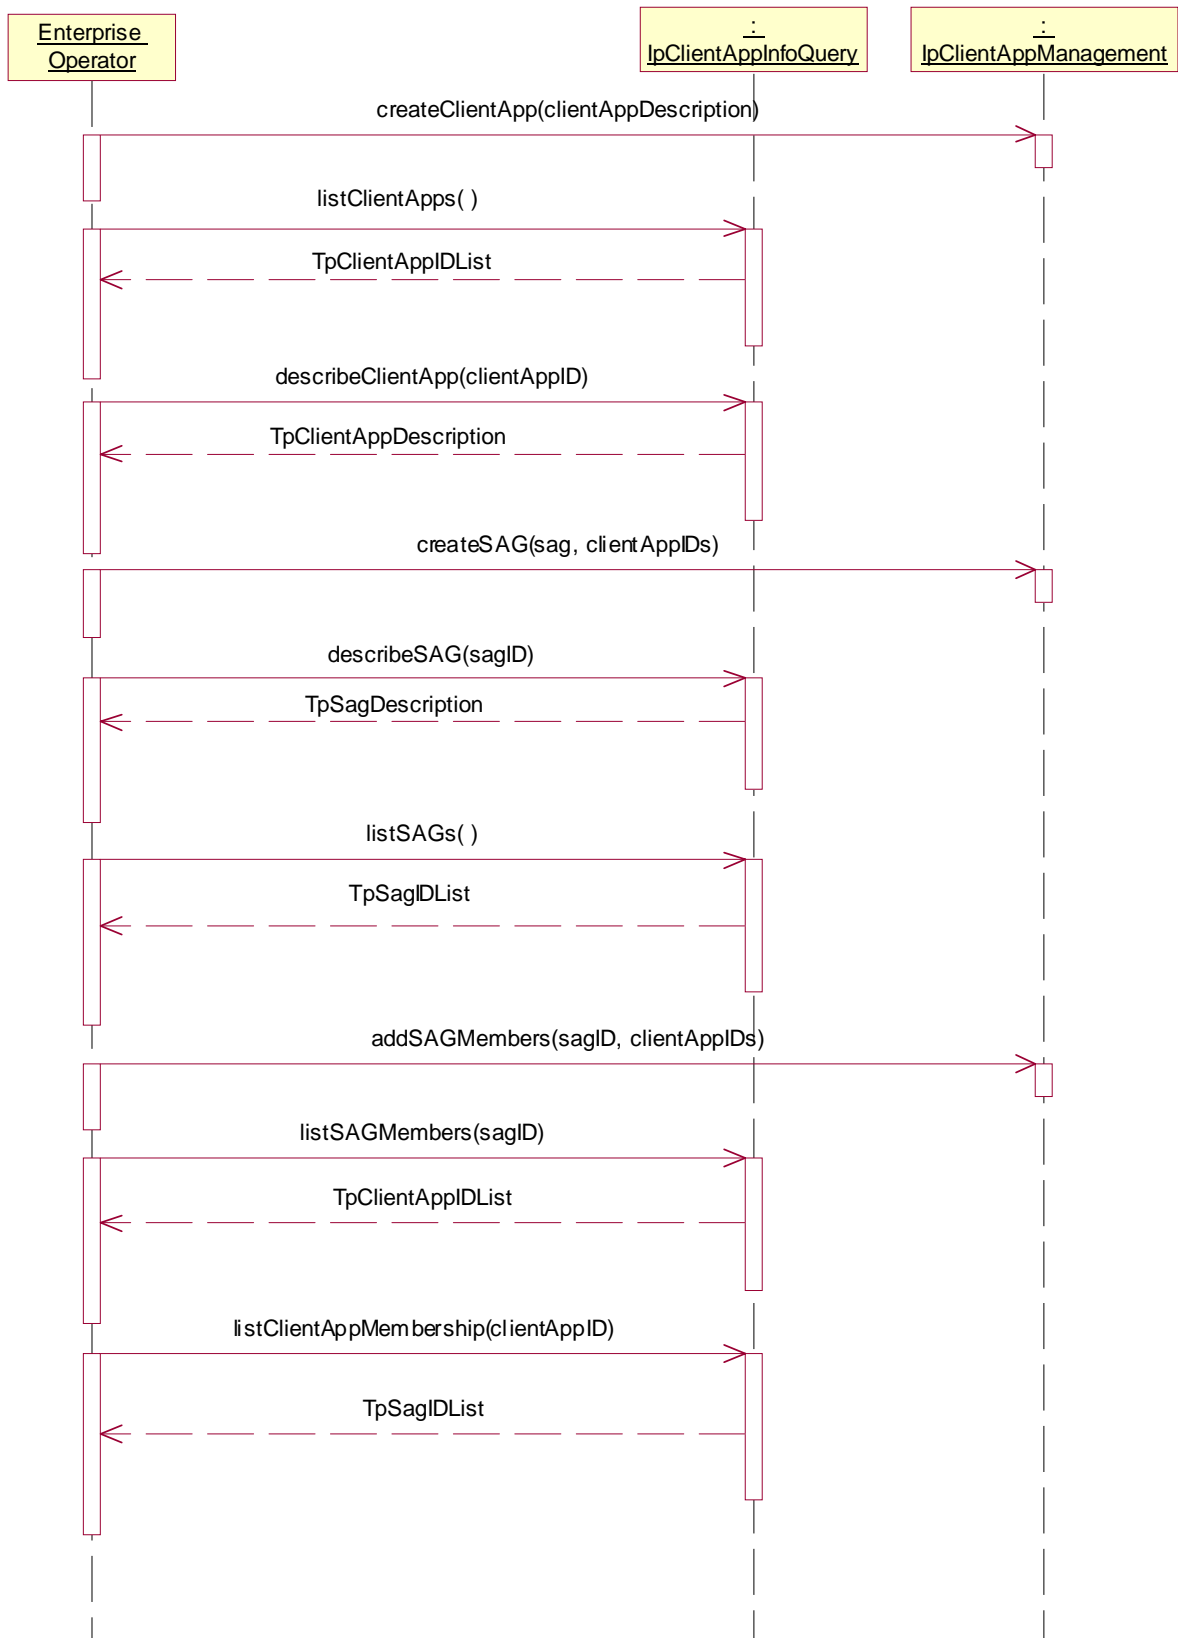 Enterprise
Operator
:
IpClientAppInfoQuery
:
IpClientAppManagement
createClientApp(clientAppDescription)
listClientApps( )
TpClientAppIDList
describeClientApp(clientAppID)
TpClientAppDescription
createSAG(sag, clientAppIDs)
describeSAG(sagID)
TpSagDescription
listSAGs( )
TpSagIDList
addSAGMembers(sagID, clientAppIDs)
listSAGMembers(sagID)
TpClientAppIDList
listClientAppMembership(clientAppID)
TpSagIDList